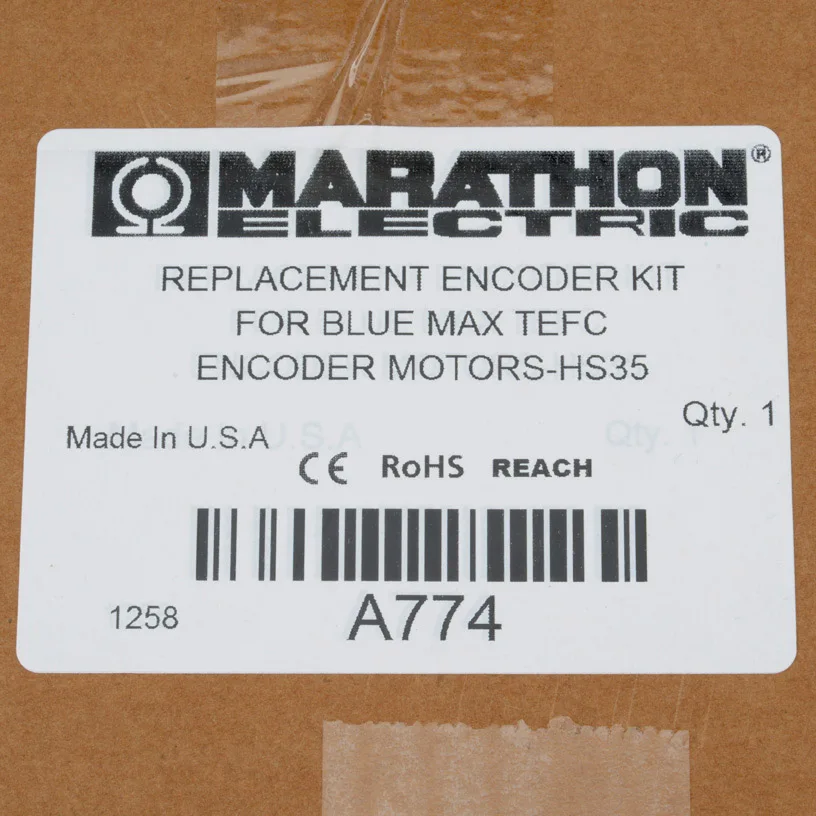 MARATHON®
ELECTRIC
REPLACEMENT ENCODER KIT
FOR BLUE MAX TEFC
ENCODER MOTORS-HS35
Qty. 1
Made In U.S.A
CE RoHS REACH
1258 A774